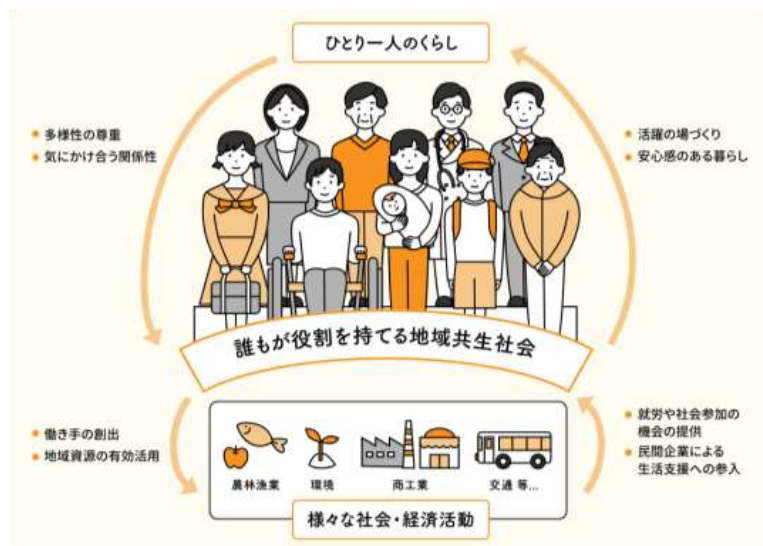 ひとり一人のくらし
● 多様性の尊重
● 気にかけ合う関係性
● 活躍の場づくり
● 安心感のある暮らし
誰もが役割を持てる地域共生社会
● 働き手の創出
● 地域資源の有効活用
● 就労や社会参加の
機会の提供
● 民間企業による
生活支援への参入
農林漁業 環境 商工業 交通 等...
様々な社会・経済活動